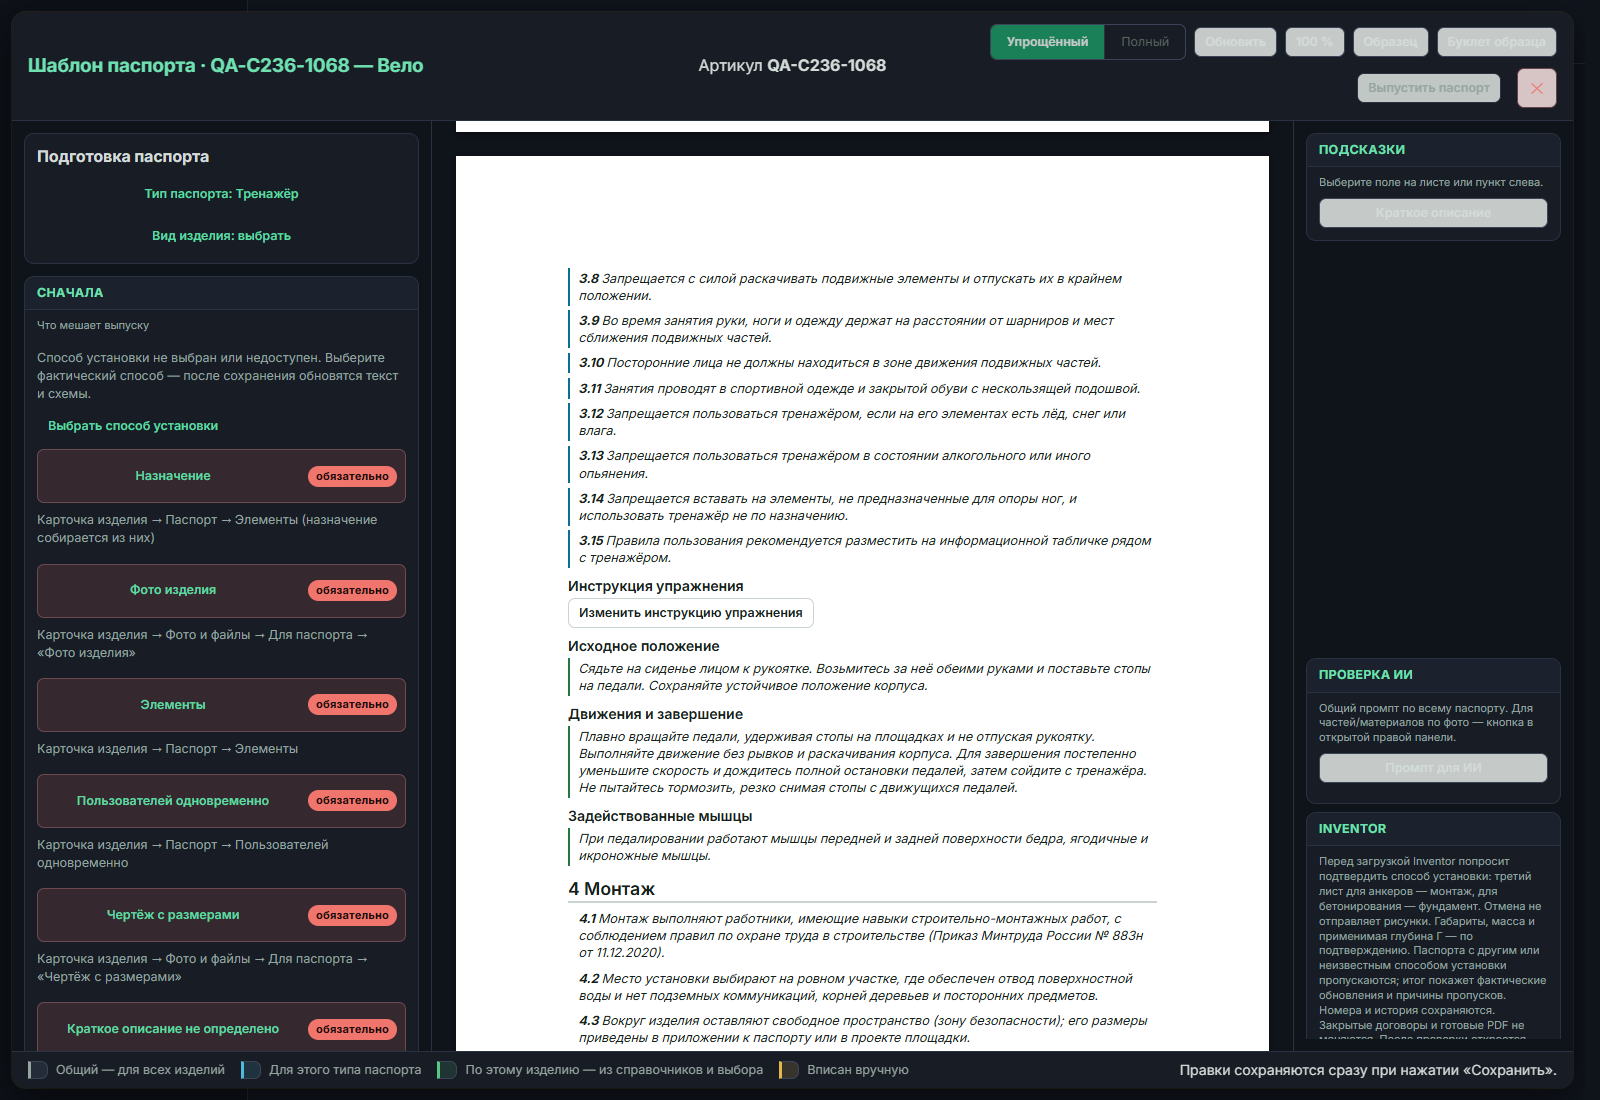 Шаблон паспорта · QA-C236-1068 — Вело
Артикул QA-C236-1068
Упрощённый
Полный
Обновить
100 %
Образец
Буклет образца
Выпустить паспорт
Подготовка паспорта
Тип паспорта: Тренажёр
Вид изделия: выбрать
СНАЧАЛА
Что мешает выпуску
Способ установки не выбран или недоступен. Выберите
фактический способ — после сохранения обновятся текст
и схемы.
Выбрать способ установки
Назначение
обязательно
Карточка изделия → Паспорт → Элементы (назначение
собирается из них)
Фото изделия
обязательно
Карточка изделия → Фото и файлы → Для паспорта →
«Фото изделия»
Элементы
обязательно
Карточка изделия → Паспорт → Элементы
Пользователей одновременно
обязательно
Карточка изделия → Паспорт → Пользователей
одновременно
Чертёж с размерами
обязательно
Карточка изделия → Фото и файлы → Для паспорта →
«Чертёж с размерами»
Краткое описание не определено
обязательно
3.8 Запрещается с силой раскачивать подвижные элементы и отпускать их в крайнем
положении.
3.9 Во время занятия руки, ноги и одежду держат на расстоянии от шарниров и мест
сближения подвижных частей.
3.10 Посторонние лица не должны находиться в зоне движения подвижных частей.
3.11 Занятия проводят в спортивной одежде и закрытой обуви с нескользящей подошвой.
3.12 Запрещается пользоваться тренажёром, если на его элементах есть лёд, снег или
влага.
3.13 Запрещается пользоваться тренажёром в состоянии алкогольного или иного
опьянения.
3.14 Запрещается вставать на элементы, не предназначенные для опоры ног, и
использовать тренажёр не по назначению.
3.15 Правила пользования рекомендуется разместить на информационной табличке рядом
с тренажёром.
Инструкция упражнения
Изменить инструкцию упражнения
Исходное положение
Сядьте на сиденье лицом к рукоятке. Возьмитесь за неё обеими руками и поставьте стопы
на педали. Сохраняйте устойчивое положение корпуса.
Движения и завершение
Плавно вращайте педали, удерживая стопы на площадках и не отпуская рукоятку.
Выполняйте движение без рывков и раскачивания корпуса. Для завершения постепенно
уменьшите скорость и дождитесь полной остановки педалей, затем сойдите с тренажёра.
Не пытайтесь тормозить, резко снимая стопы с движущихся педалей.
Задействованные мышцы
При педалировании работают мышцы передней и задней поверхности бедра, ягодичные и
икроножные мышцы.
4 Монтаж
4.1 Монтаж выполняют работники, имеющие навыки строительно-монтажных работ, с
соблюдением правил по охране труда в строительстве (Приказ Минтруда России № 883н
от 11.12.2020).
4.2 Место установки выбирают на ровном участке, где обеспечен отвод поверхностной
воды и нет подземных коммуникаций, корней деревьев и посторонних предметов.
4.3 Вокруг изделия оставляют свободное пространство (зону безопасности); его размеры
приведены в приложении к паспорту или в проекте площадки.
ПОДСКАЗКИ
Выберите поле на листе или пункт слева.
Краткое описание
ПРОВЕРКА ИИ
Общий промпт по всему паспорту. Для
частей/материалов по фото — кнопка в
открытой правой панели.
Промпт для ИИ
INVENTOR
Перед загрузкой Inventor попросит
подтвердить способ установки: третий
лист для анкеров — монтаж, для
бетонирования — фундамент. Отмена не
отправляет рисунки. Габариты, масса и
применимая глубина Г — по
подтверждению. Паспорта с другим или
неизвестным способом установки
пропускаются; итог покажет фактические
обновления и причины пропусков.
Номера и история сохраняются.
Закрытые договоры и готовые PDF не
меняются. После проверки откроется
Общий — для всех изделий
Для этого типа паспорта
По этому изделию — из справочников и выбора
Вписан вручную
Правки сохраняются сразу при нажатии «Сохранить».